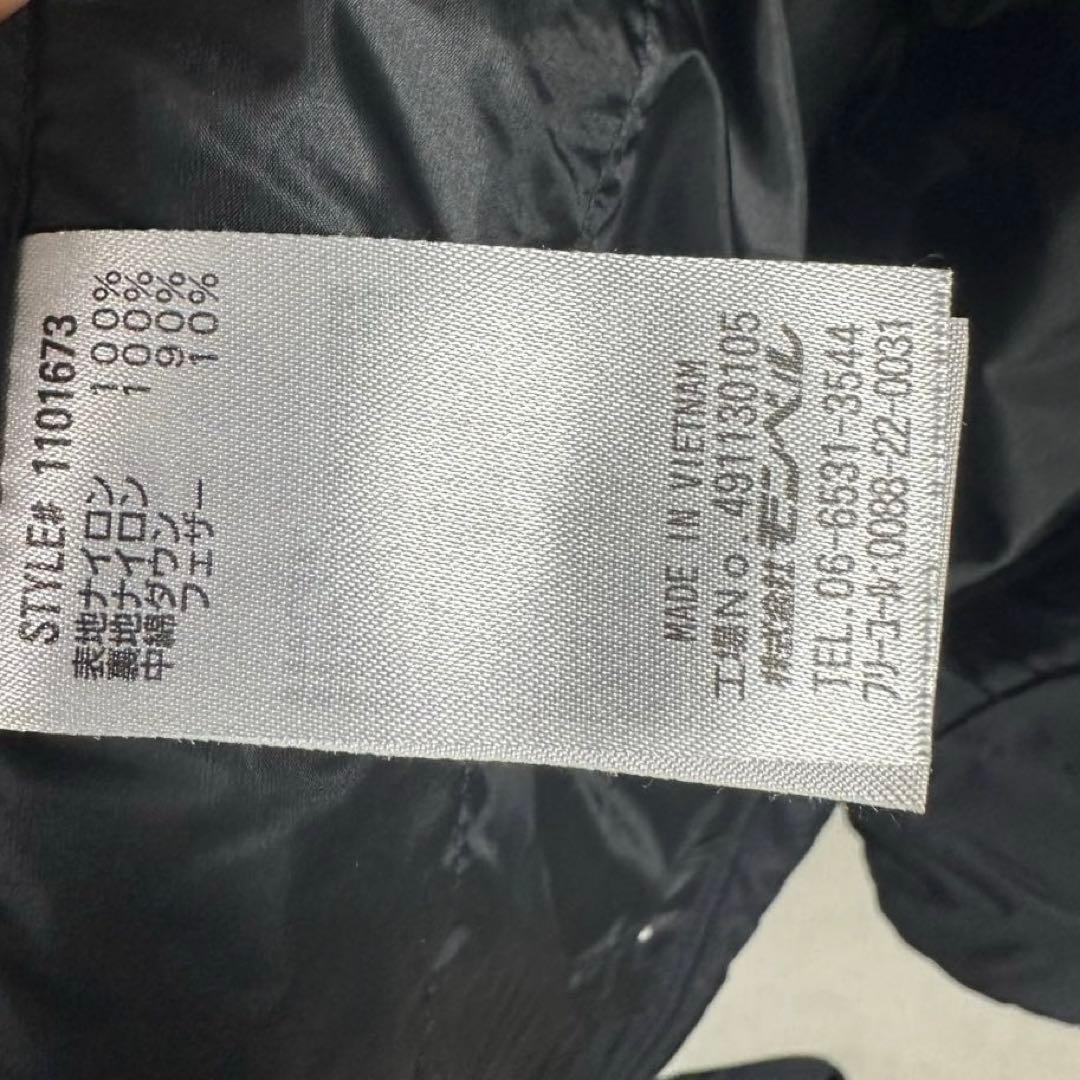 STYLE# 1101673
表地ナイロン 100%
裏地ナイロン 100%
中綿ダウン 90%
フェザー 10%
MADE IN VIETNAM
工場No. 4911130105
株式会社モンベル
TEL.06-6531-3544
フリーコール:0088-22-0031